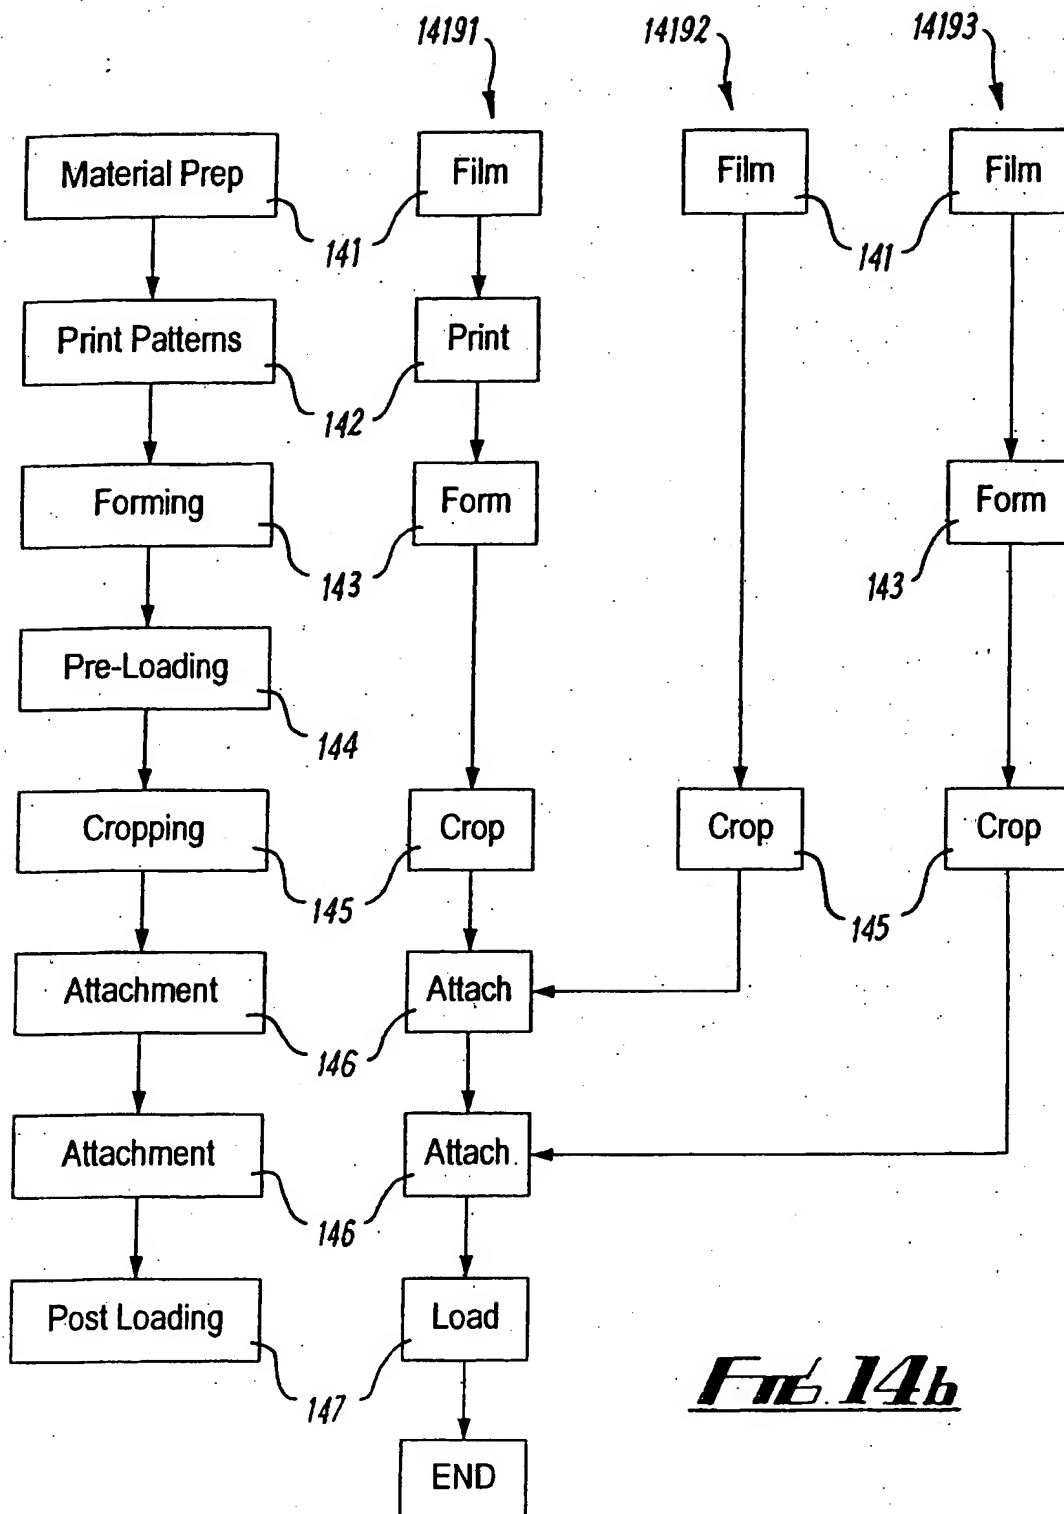 14191 14192 14193
Material Prep Film Film Film
141 141
Print Patterns Print
142
Forming Form Form
143 143
Pre-Loading
144
Cropping Crop Crop Crop
145 145
Attachment Attach
146
Attachment Attach
146
Post Loading Load
147
END
FIG. 14b